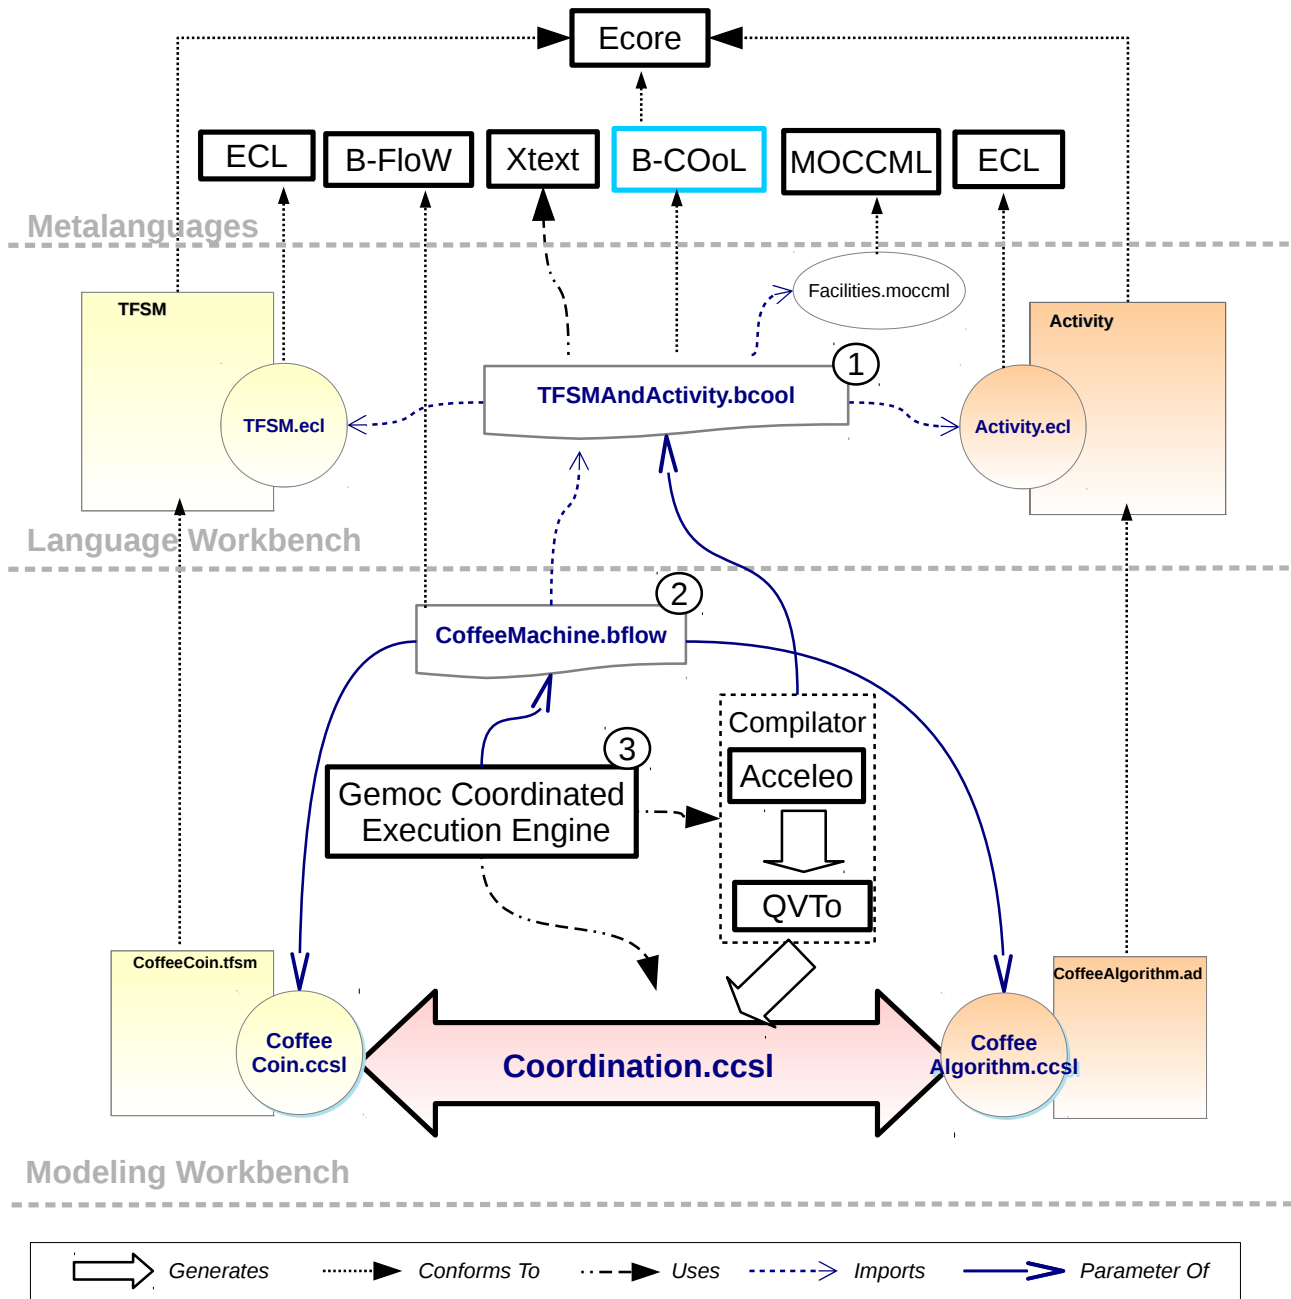 Ecore
ECL
B-FloW
Xtext
B-COoL
MOCCML
ECL
Metalanguages
TFSM
Facilities.moccml
Activity
1
TFSMAndActivity.bcool
TFSM.ecl
Activity.ecl
Language Workbench
2
CoffeeMachine.bflow
Compilator
3
Acceleo
Gemoc Coordinated
Execution Engine
QVTo
CoffeeCoin.tfsm
CoffeeAlgorithm.ad
Coffee
Coin.ccsl
Coordination.ccsl
Coffee
Algorithm.ccsl
Modeling Workbench
Generates
Conforms To
Uses
Imports
Parameter Of